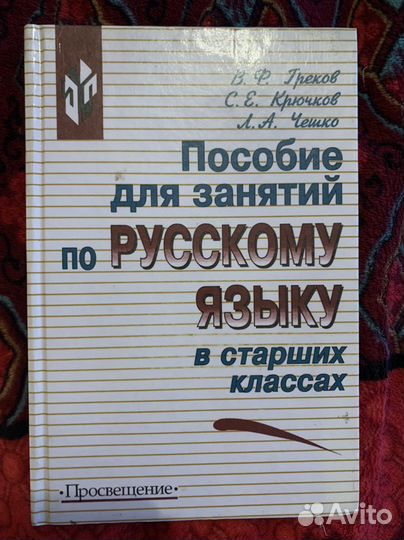 В. Ф. Греков
С. Е. Крючков
Л. А. Чешко
Пособие
для занятий
по РУССКОМУ
ЯЗЫКУ
в старших
классах
•Просвещение•
Avito